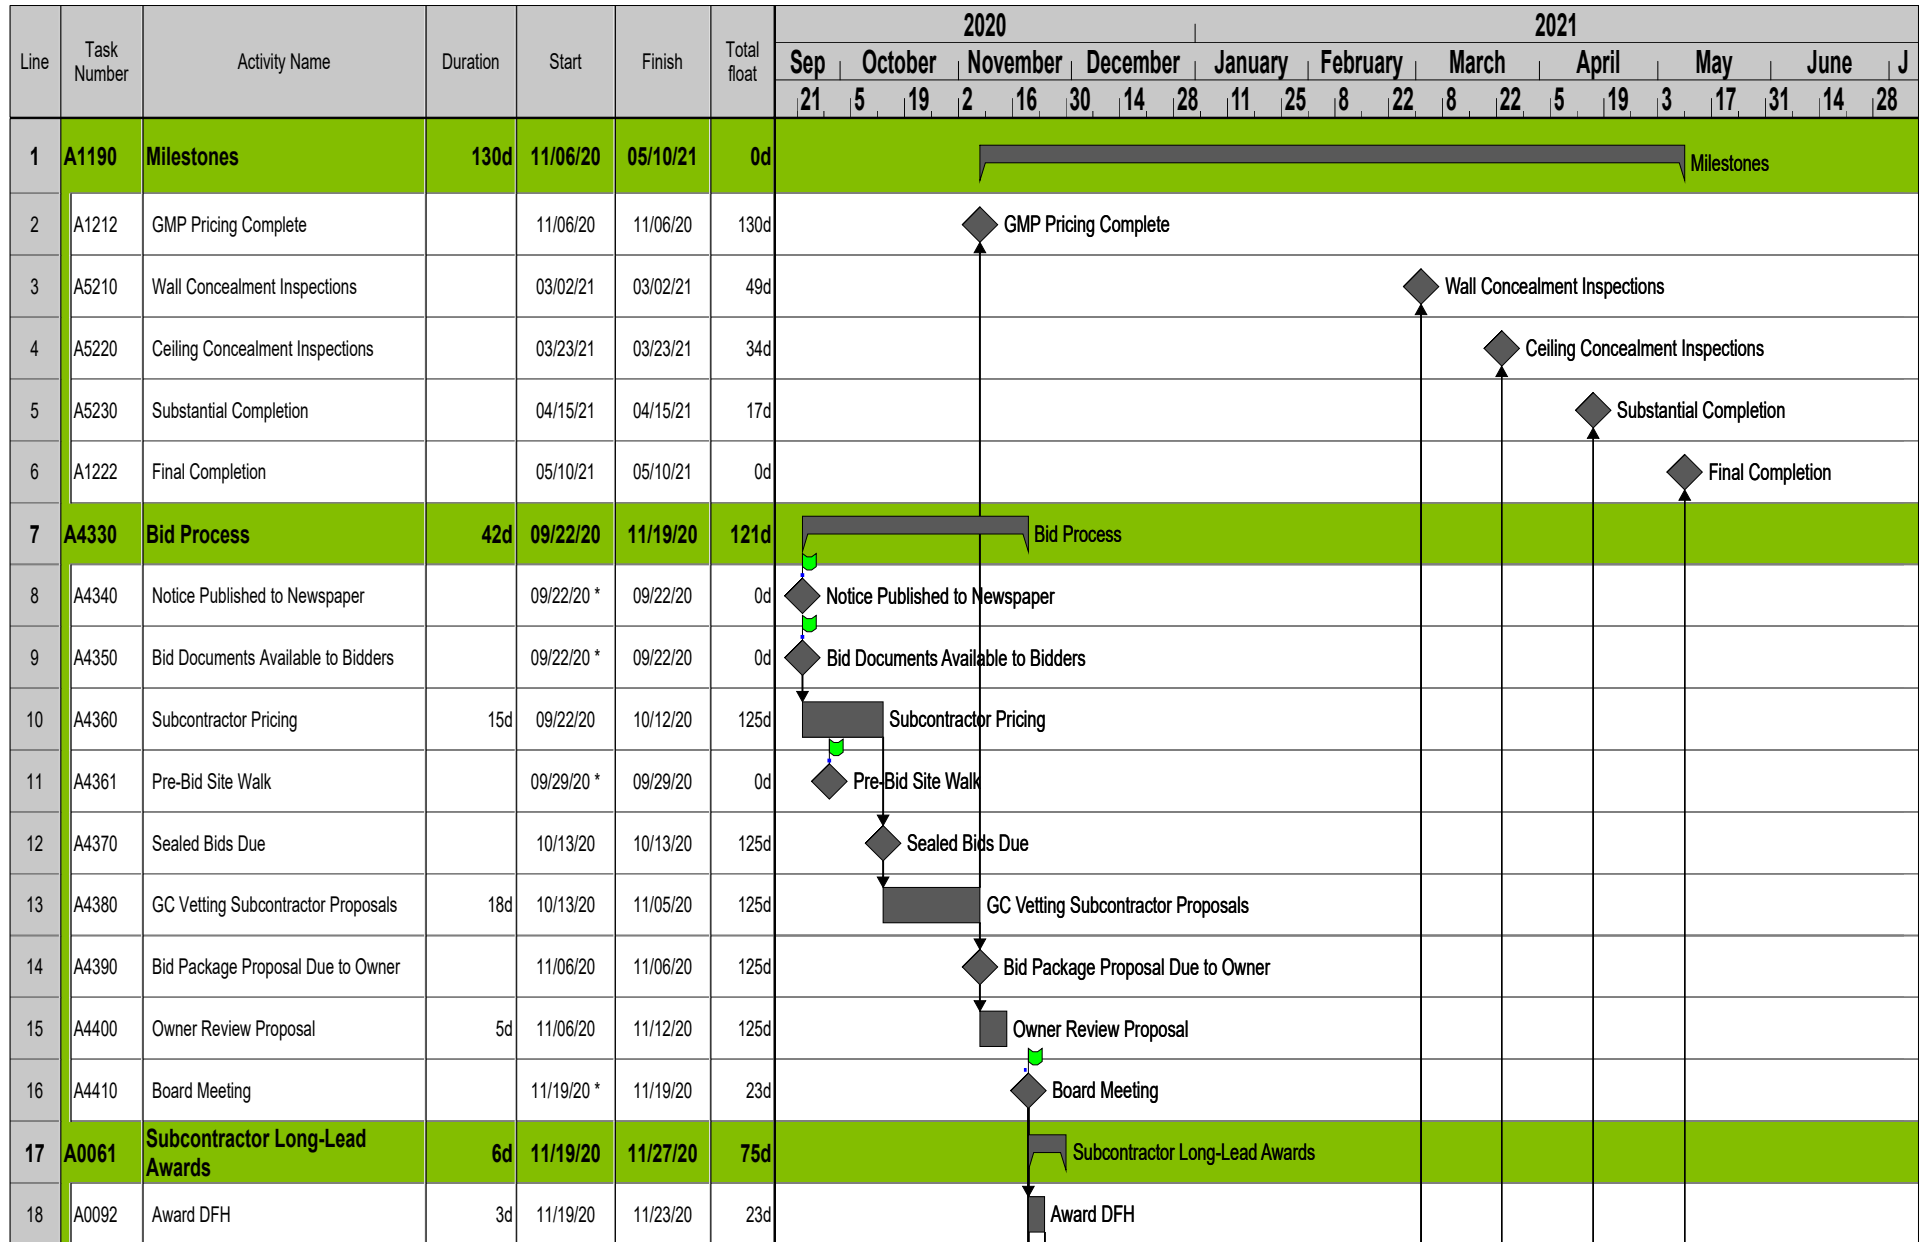 Line Task Number Activity Name Duration Start Finish Total float 2020 2021
Sep October November December January February March April May June J
21 5 19 2 16 30 14 28 11 25 8 22 8 22 5 19 3 17 31 14 28
1 A1190 Milestones 130d 11/06/20 05/10/21 0d Milestones
2 A1212 GMP Pricing Complete 11/06/20 11/06/20 130d GMP Pricing Complete
3 A5210 Wall Concealment Inspections 03/02/21 03/02/21 49d Wall Concealment Inspections
4 A5220 Ceiling Concealment Inspections 03/23/21 03/23/21 34d Ceiling Concealment Inspections
5 A5230 Substantial Completion 04/15/21 04/15/21 17d Substantial Completion
6 A1222 Final Completion 05/10/21 05/10/21 0d Final Completion
7 A4330 Bid Process 42d 09/22/20 11/19/20 121d Bid Process
8 A4340 Notice Published to Newspaper 09/22/20 * 09/22/20 0d Notice Published to Newspaper
9 A4350 Bid Documents Available to Bidders 09/22/20 * 09/22/20 0d Bid Documents Available to Bidders
10 A4360 Subcontractor Pricing 15d 09/22/20 10/12/20 125d Subcontractor Pricing
11 A4361 Pre-Bid Site Walk 09/29/20 * 09/29/20 0d Pre-Bid Site Walk
12 A4370 Sealed Bids Due 10/13/20 10/13/20 125d Sealed Bids Due
13 A4380 GC Vetting Subcontractor Proposals 18d 10/13/20 11/05/20 125d GC Vetting Subcontractor Proposals
14 A4390 Bid Package Proposal Due to Owner 11/06/20 11/06/20 125d Bid Package Proposal Due to Owner
15 A4400 Owner Review Proposal 5d 11/06/20 11/12/20 125d Owner Review Proposal
16 A4410 Board Meeting 11/19/20 * 11/19/20 23d Board Meeting
17 A0061 Subcontractor Long-Lead Awards 6d 11/19/20 11/27/20 75d Subcontractor Long-Lead Awards
18 A0092 Award DFH 3d 11/19/20 11/23/20 23d Award DFH